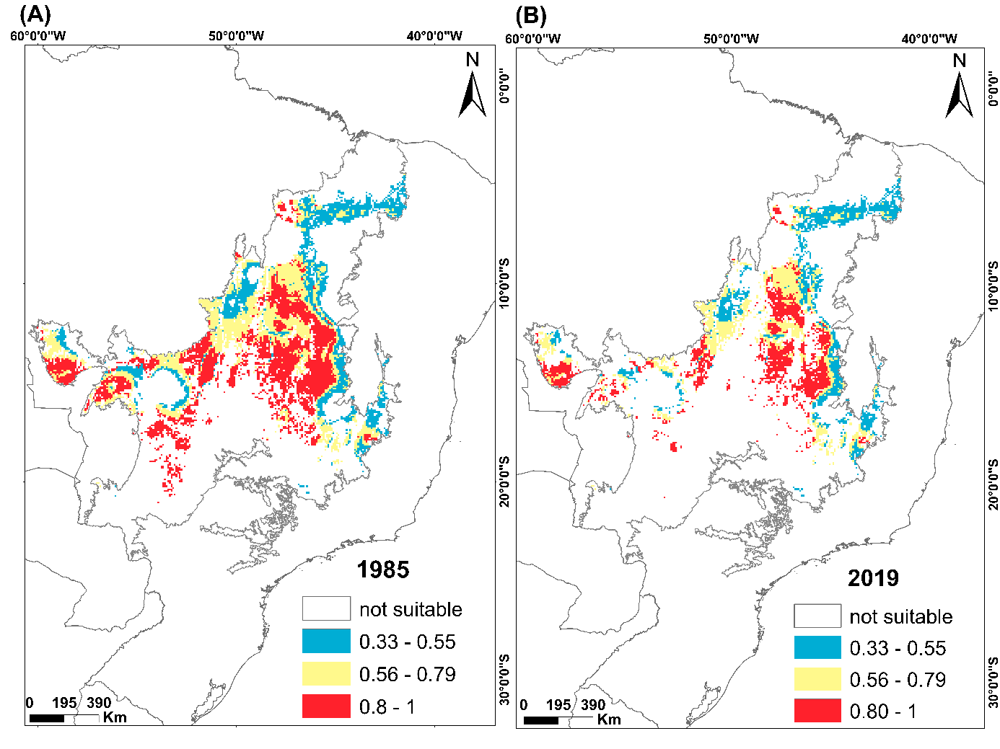 (A)
60°0'0"W 50°0'0"W 40°0'0"W
N
0°0'0"
10°0'0"S
20°0'0"S
30°0'0"S
1985
not suitable
0.33 - 0.55
0.56 - 0.79
0.8 - 1
0 195 390
Km
(B)
60°0'0"W 50°0'0"W 40°0'0"W
N
0°0'0"
10°0'0"S
20°0'0"S
30°0'0"S
2019
not suitable
0.33 - 0.55
0.56 - 0.79
0.80 - 1
0 195 390
Km